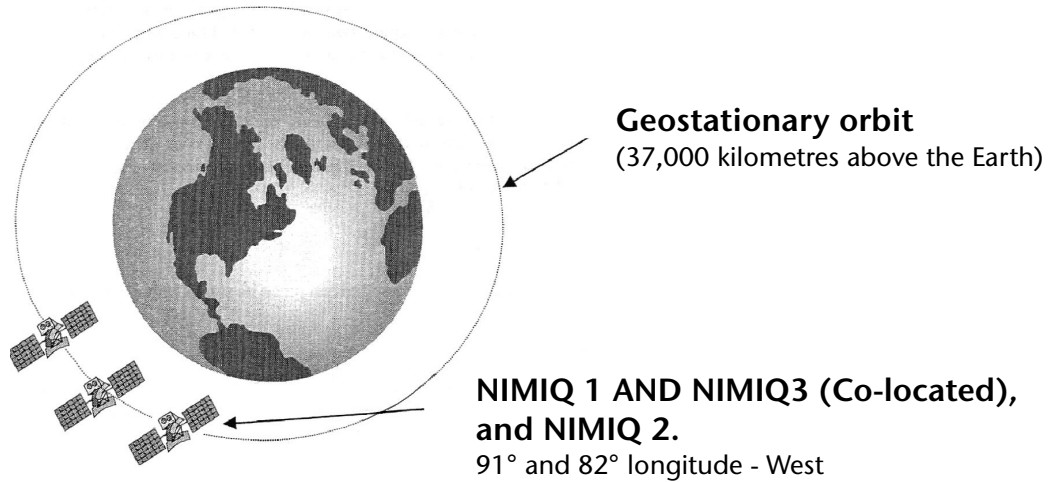 Geostationary orbit
(37,000 kilometres above the Earth)
NIMIQ 1 AND NIMIQ3 (Co-located),
and NIMIQ 2.
91° and 82° longitude - West